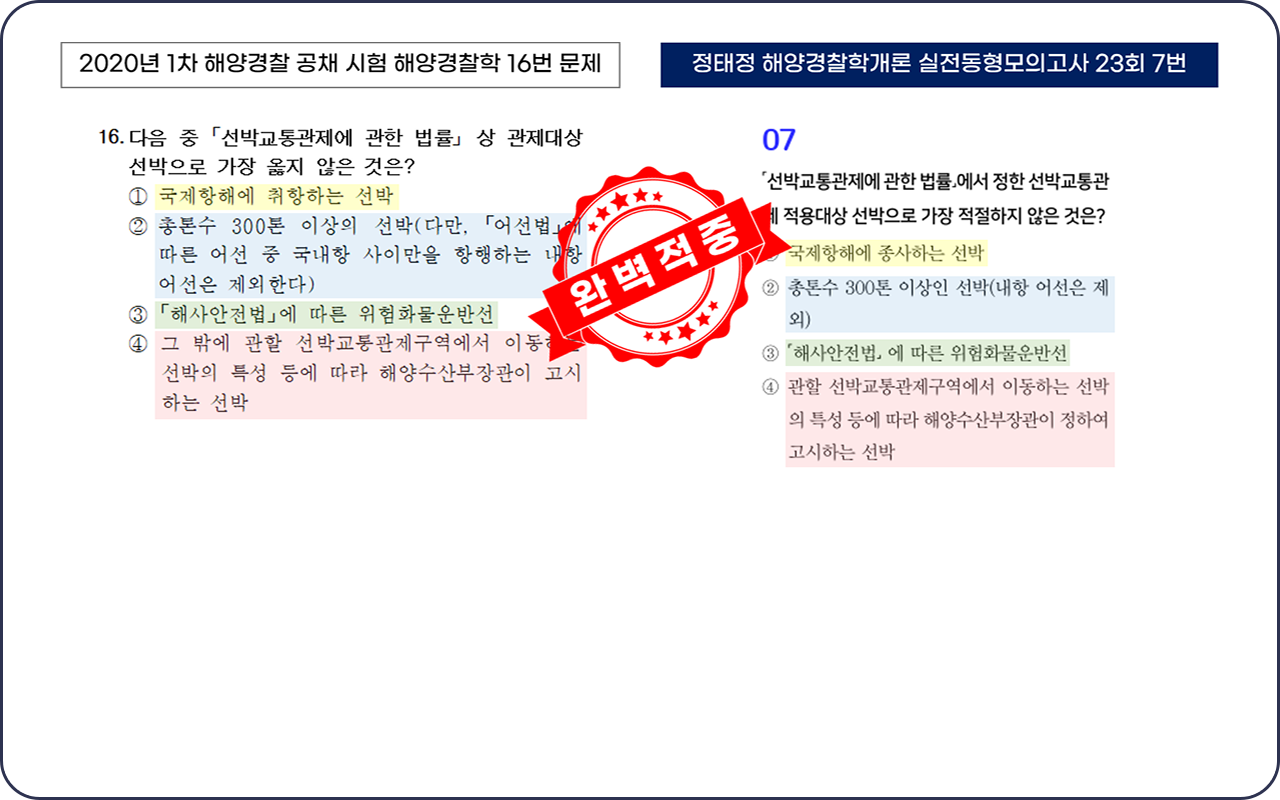 2020년 1차 해양경찰 공채 시험 해양경찰학 16번 문제
16. 다음 중 「선박교통관제에 관한 법률」 상 관제대상
선박으로 가장 옳지 않은 것은?
① 국제항해에 취항하는 선박
② 총톤수 300톤 이상의 선박(다만, 「어선법」에
따른 어선 중 국내항 사이만을 항행하는 내항
어선은 제외한다)
③ 「해사안전법」에 따른 위험화물운반선
④ 그 밖에 관할 선박교통관제구역에서
선박의 특성 등에 따라 해양수산부장관이 고시
하는 선박
완벽적중
정태정 해양경찰학개론 실전동형모의고사 23회 7번
07
「선박교통관제에 관한 법률」에서 정한 선박교통관
적용대상 선박으로 가장 적절하지 않은 것은?
국제항해에 종사하는 선박
② 총톤수 300톤 이상인 선박(내항 어선은 제
외)
③ 「해사안전법」 에 따른 위험화물운반선
④ 관할 선박교통관제구역에서 이동하는 선박
의 특성 등에 따라 해양수산부장관이 정하여
고시하는 선박